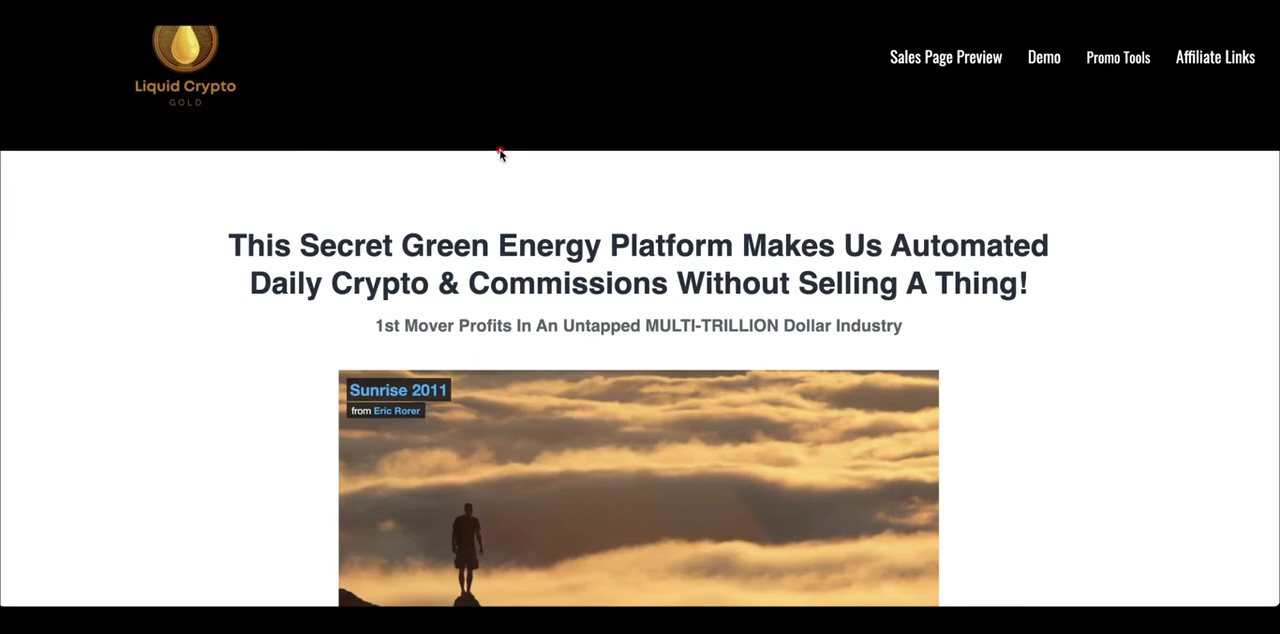 Liquid Crypto
GOLD
Sales Page Preview Demo Promo Tools Affiliate Links
This Secret Green Energy Platform Makes Us Automated
Daily Crypto & Commissions Without Selling A Thing!
1st Mover Profits In An Untapped MULTI-TRILLION Dollar Industry
Sunrise 2011
from Eric Rorer